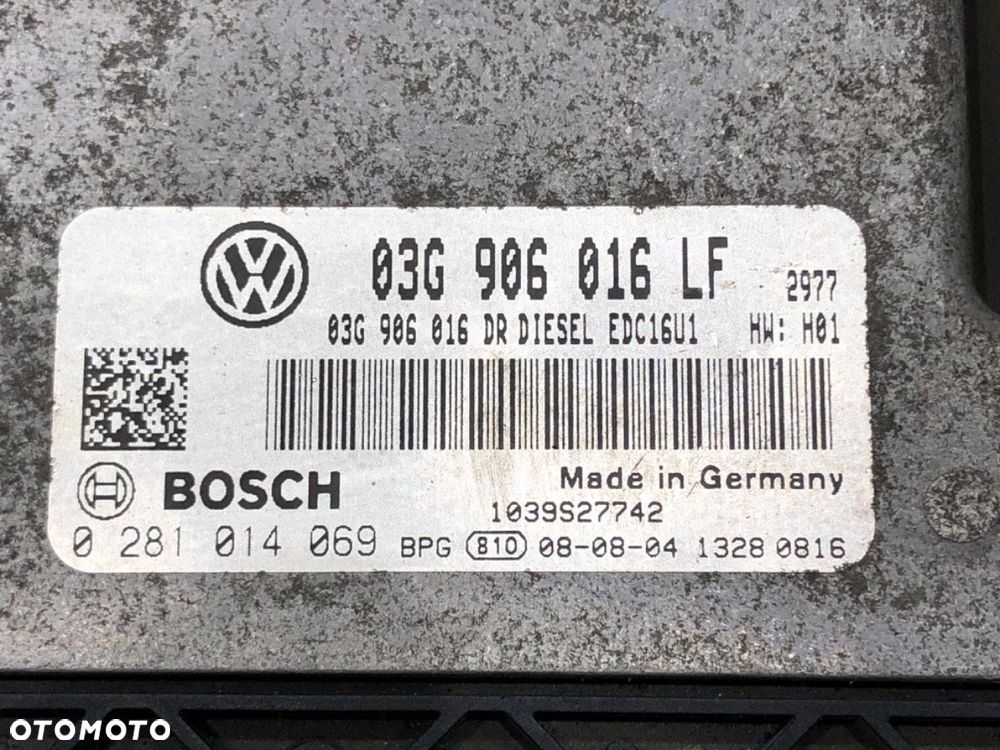 03G 906 016 LF 2977
03G 906 016 DR DIESEL EDC16U1 HW: H01
BOSCH Made in Germany
1039S27742
0 281 014 069 BPG 810 08-08-04 1328 0816
OTOMOTO